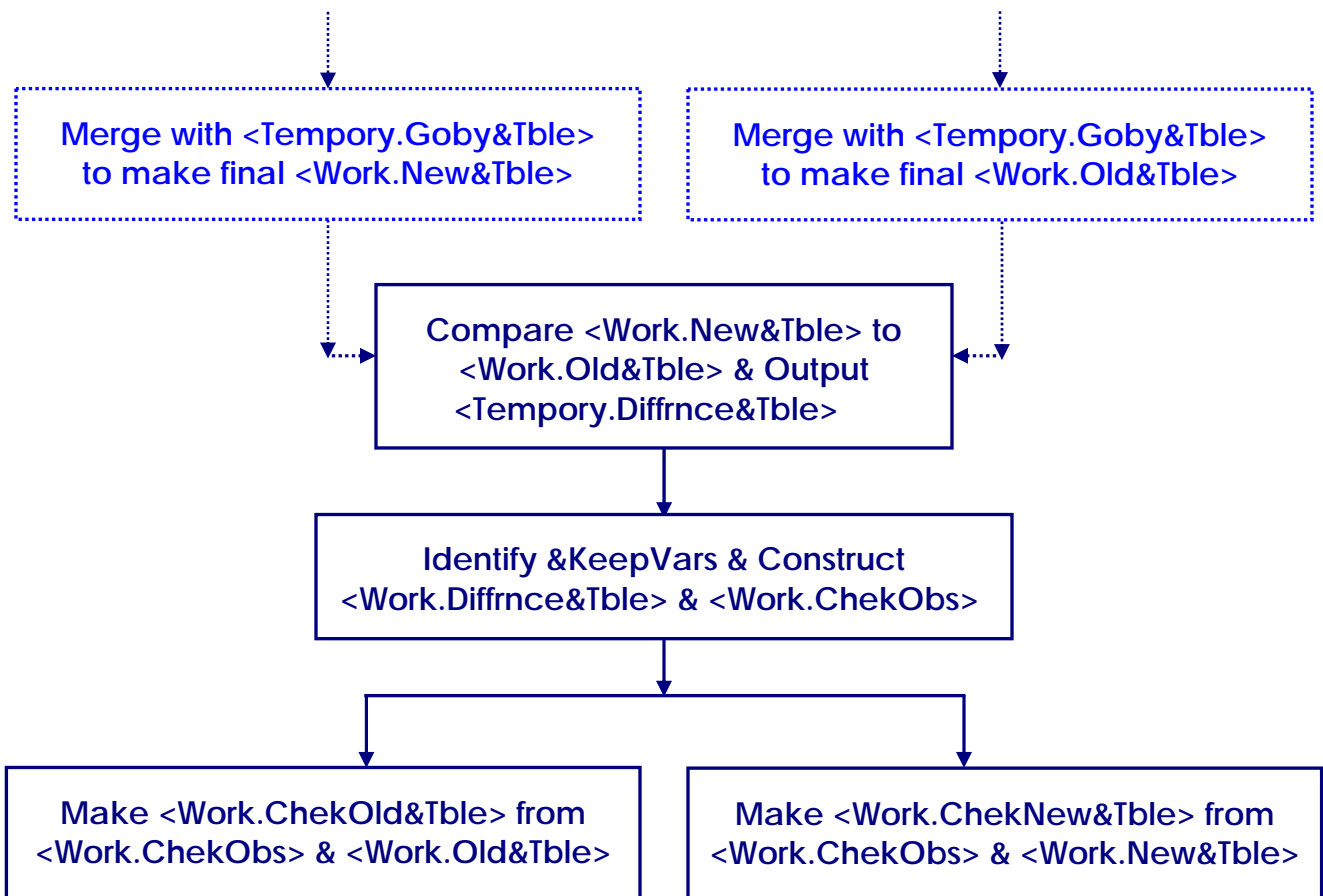 Merge with <Tempory.Goby&Tble>
to make final <Work.New&Tble>
Merge with <Tempory.Goby&Tble>
to make final <Work.Old&Tble>
Compare <Work.New&Tble> to
<Work.Old&Tble> & Output
<Tempory.Diffrnce&Tble>
Identify &KeepVars & Construct
<Work.Diffrnce&Tble> & <Work.ChekObs>
Make <Work.ChekOld&Tble> from
<Work.ChekObs> & <Work.Old&Tble>
Make <Work.ChekNew&Tble> from
<Work.ChekObs> & <Work.New&Tble>